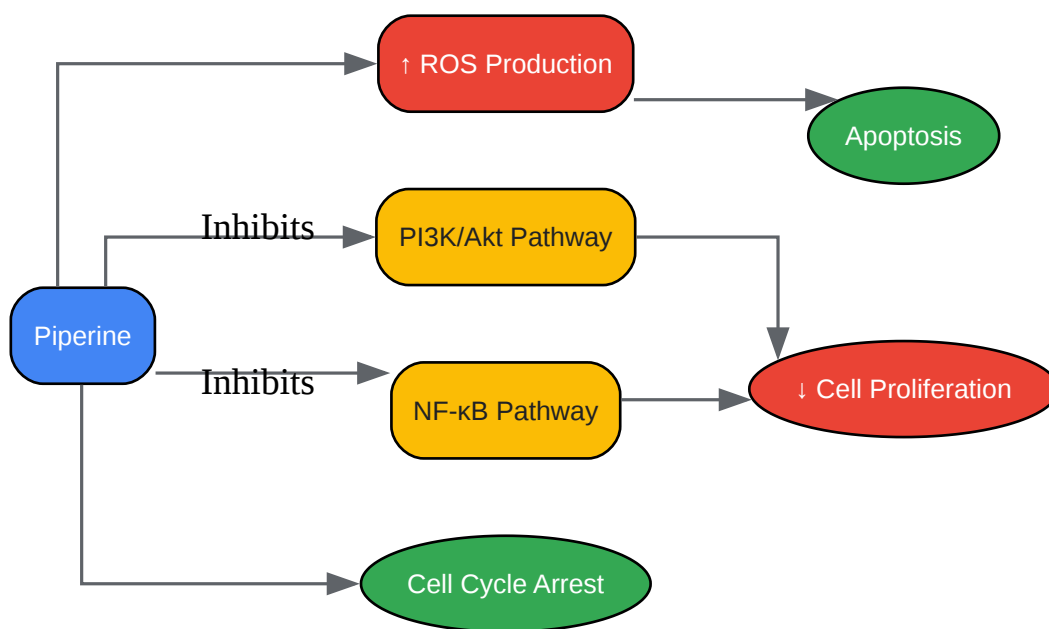 ↑ ROS Production
Apoptosis
Inhibits
PI3K/Akt Pathway
Piperine
Inhibits
NF-κB Pathway
↓ Cell Proliferation
Cell Cycle Arrest